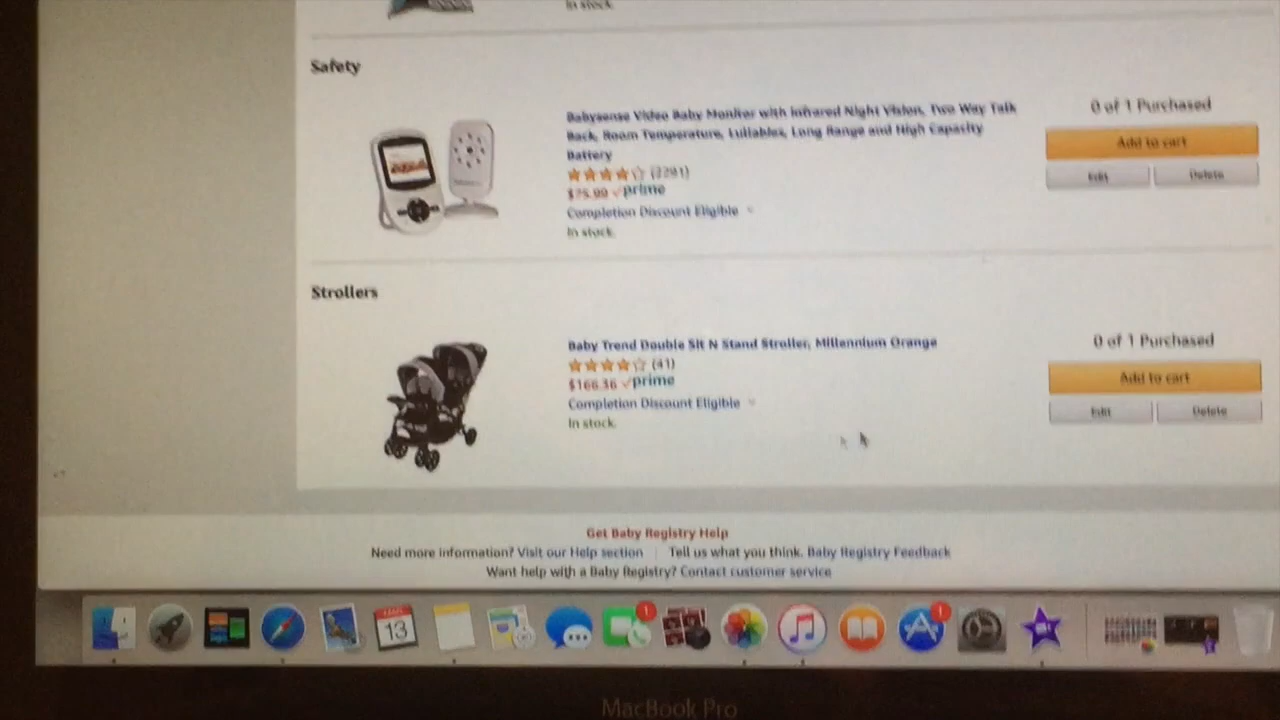 In stock.
Safety
Babysense Video Baby Monitor with Infrared Night Vision, Two Way Talk
Back, Room Temperature, Lullabies, Long Range and High Capacity
Battery
prime
Completion Discount Eligible
In stock.
0 of 1 Purchased
Add to cart
Edit Delete
Strollers
Baby Trend Double Sit N Stand Stroller, Millennium Orange
(41)
$166.36 prime
Completion Discount Eligible
In stock.
0 of 1 Purchased
Add to cart
Edit Delete
Get Baby Registry Help
Need more information? Visit our Help section | Tell us what you think. Baby Registry Feedback
Want help with a Baby Registry? Contact customer service
13
1
1
MacBook Pro